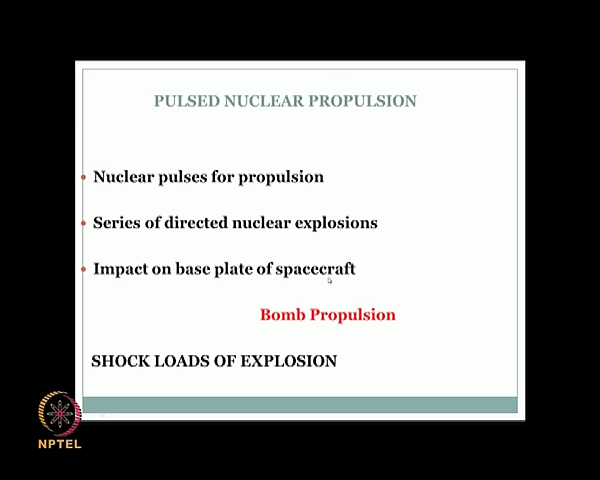 PULSED NUCLEAR PROPULSION
Nuclear pulses for propulsion
Series of directed nuclear explosions
Impact on base plate of spacecraft
Bomb Propulsion
SHOCK LOADS OF EXPLOSION
NPTEL